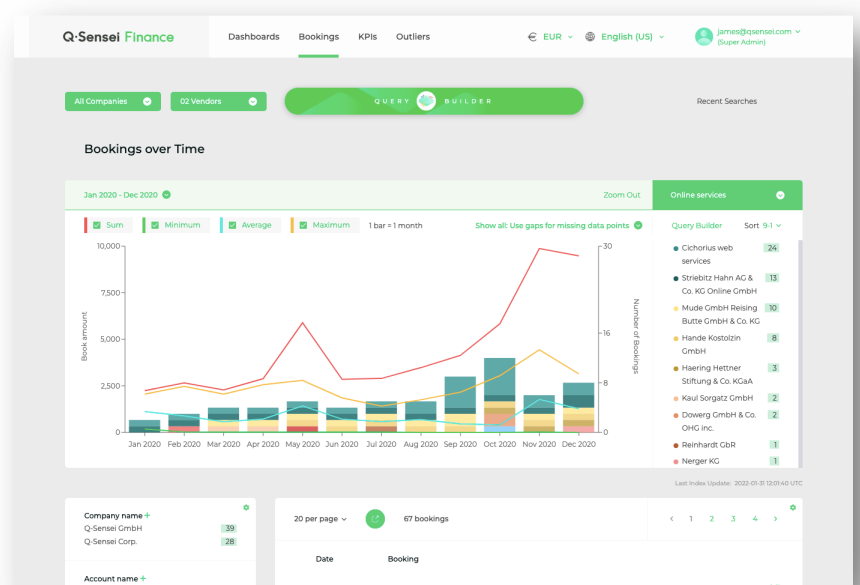 Q·Sensei Finance
Dashboards Bookings KPIs Outliers
€ EUR English (US)
james@qsensei.com
(Super Admin)
All Companies 02 Vendors
QUERY BUILDER
Recent Searches
Bookings over Time
Jan 2020 - Dec 2020
Zoom Out
Online services
Sum Minimum Average Maximum
1 bar = 1 month
Show all: Use gaps for missing data points
Query Builder Sort 9-1
10,000
7,500
5,000
2,500
0
Book amount
30
16
8
0
Number of Bookings
Jan 2020 Feb 2020 Mar 2020 Apr 2020 May 2020 Jun 2020 Jul 2020 Aug 2020 Sep 2020 Oct 2020 Nov 2020 Dec 2020
Cichorius web 24
services
Striebitz Hahn AG & 13
Co. KG Online GmbH
Mude GmbH Reising 10
Butte GmbH & Co. KG
Hande Kostolzin 8
GmbH
Haering Hettner 3
Stiftung & Co. KGaA
Kaul Sorgatz GmbH 2
Dowerg GmbH & Co. 2
OHG inc.
Reinhardt GbR 1
Nerger KG 1
Last Index Update: 2022-01-31 12:01:40 UTC
Company name +
Q-Sensei GmbH 39
Q-Sensei Corp. 28
Account name +
20 per page
67 bookings
< 1 2 3 4 >
Date Booking